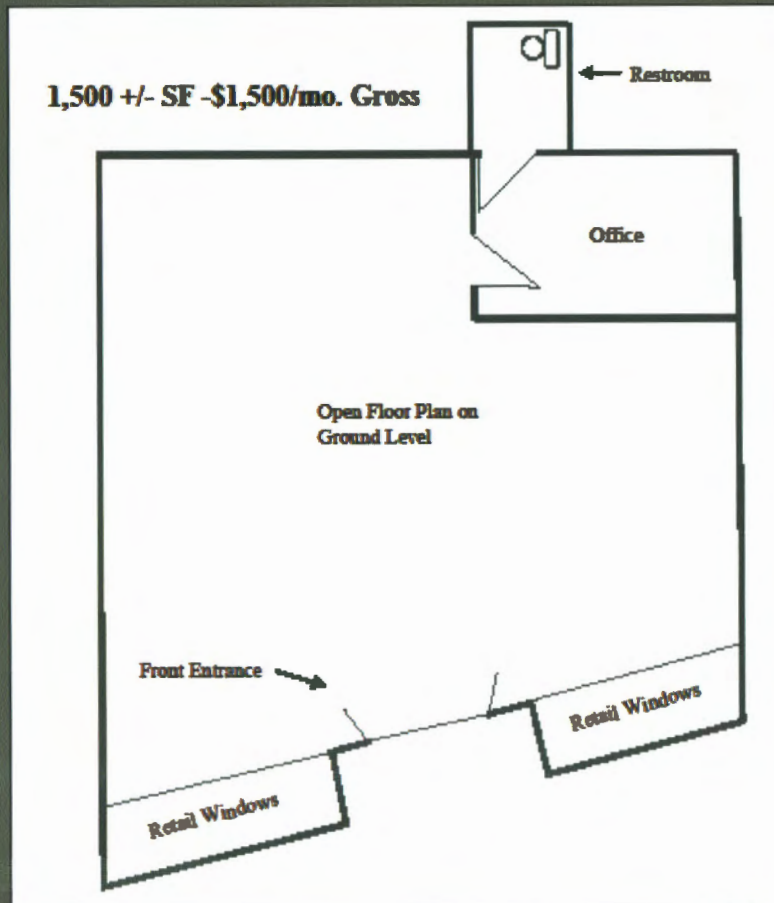 Restroom
1,500 +/- SF -$1,500/mo. Gross
Office
Open Floor Plan on
Ground Level
Front Entrance
Retail Windows
Retail Windows